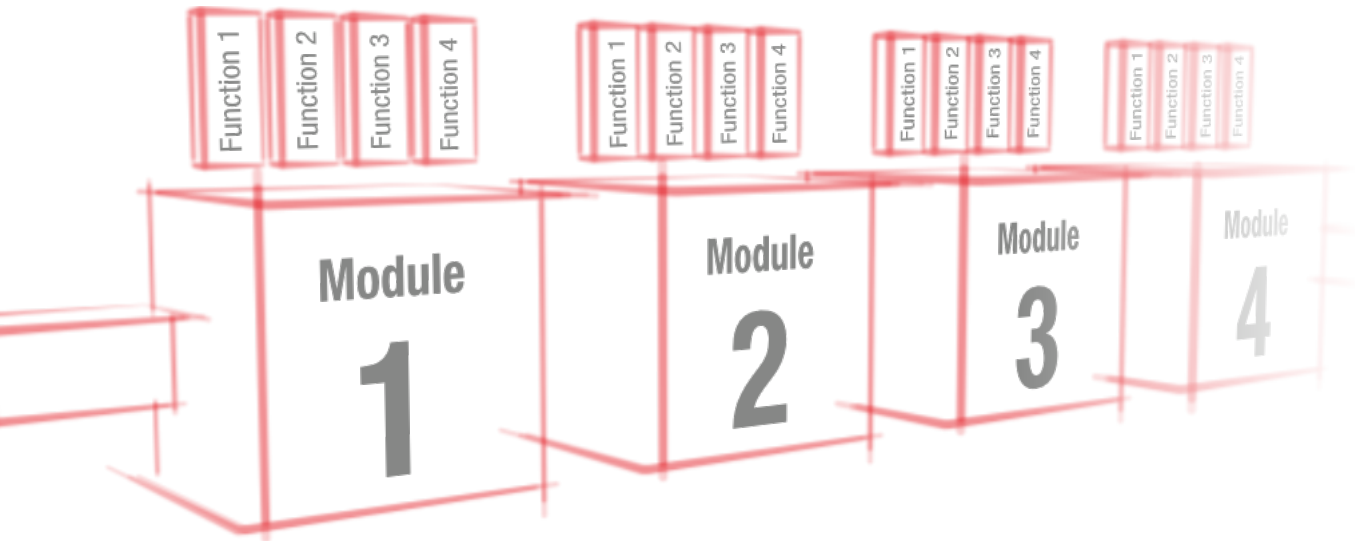 Function 1
Function 2
Function 3
Function 4
Function 1
Function 2
Function 3
Function 4
Function 1
Function 2
Function 3
Function 4
Function 1
Function 2
Function 3
Function 4
Module
1
Module
2
Module
3
Module
4